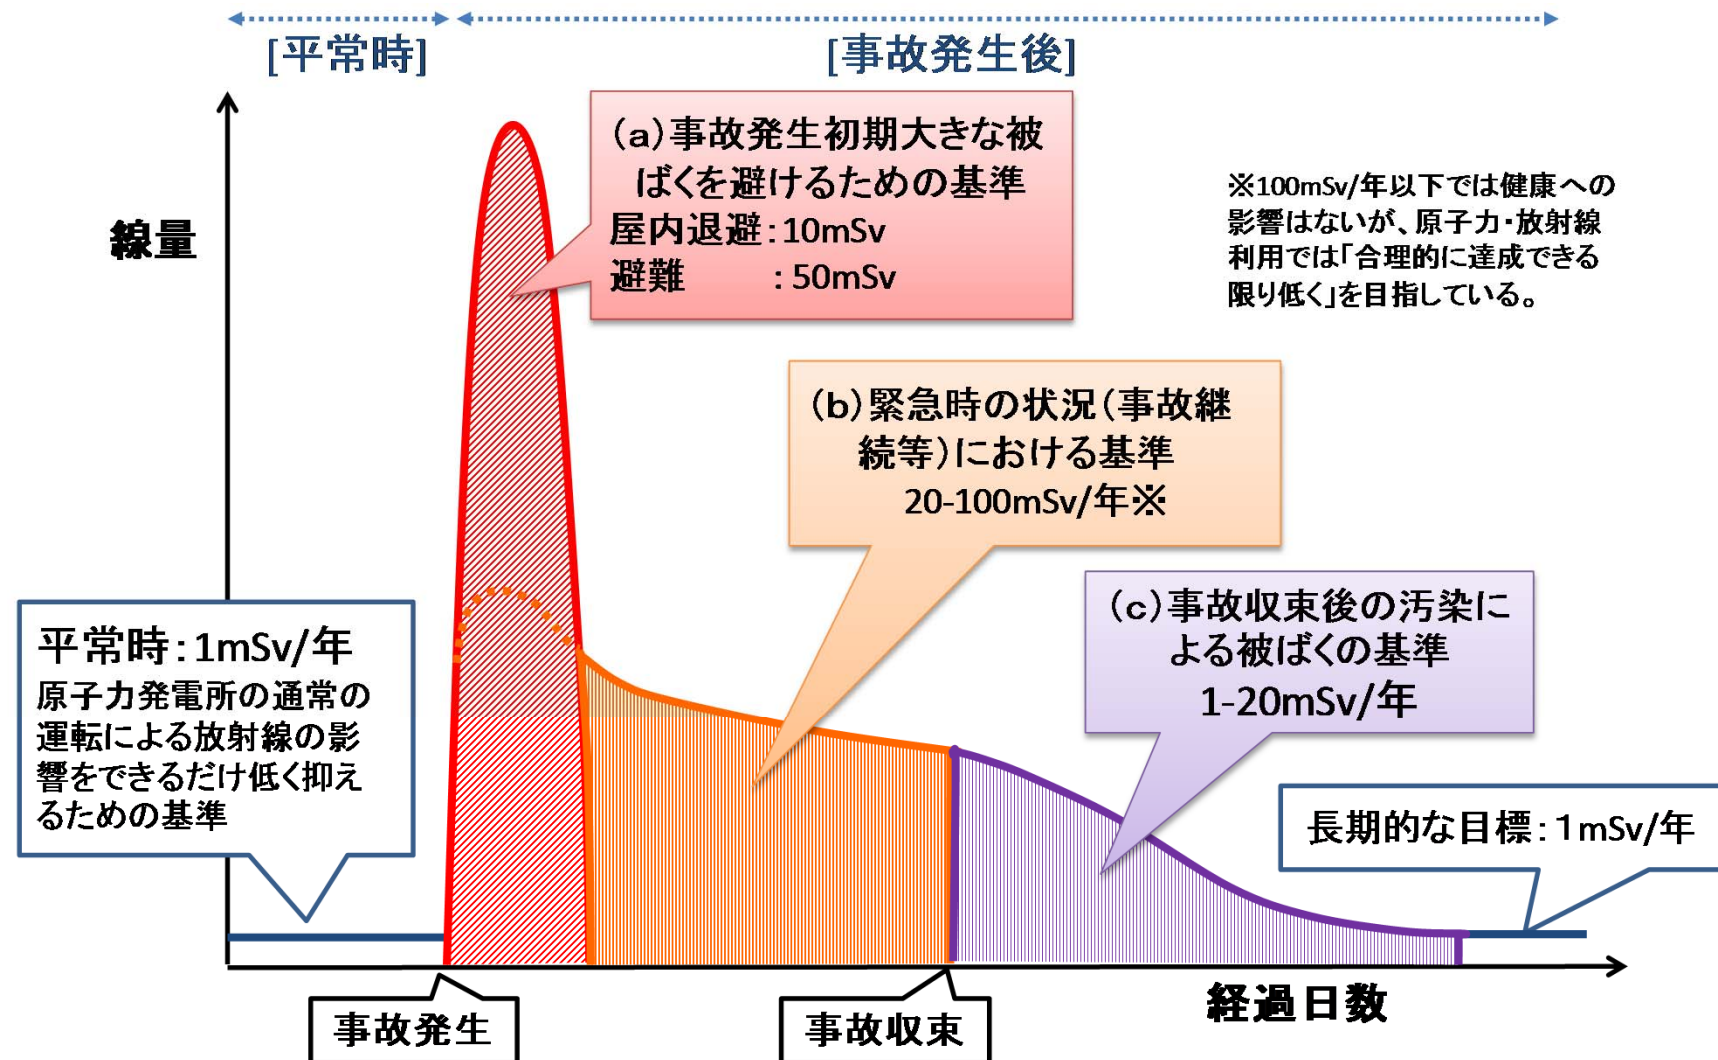 [平常時]
[事故発生後]
線量
(a)事故発生初期大きな被
ばくを避けるための基準
屋内退避:10mSv
避難　　:50mSv
※100mSv/年以下では健康への
影響はないが、原子力・放射線
利用では「合理的に達成できる
限り低く」を目指している。
(b)緊急時の状況(事故継
続等)における基準
20-100mSv/年※
(c)事故収束後の汚染に
よる被ばくの基準
1-20mSv/年
平常時:1mSv/年
原子力発電所の通常の
運転による放射線の影
響をできるだけ低く抑え
るための基準
長期的な目標:1mSv/年
事故発生
事故収束
経過日数